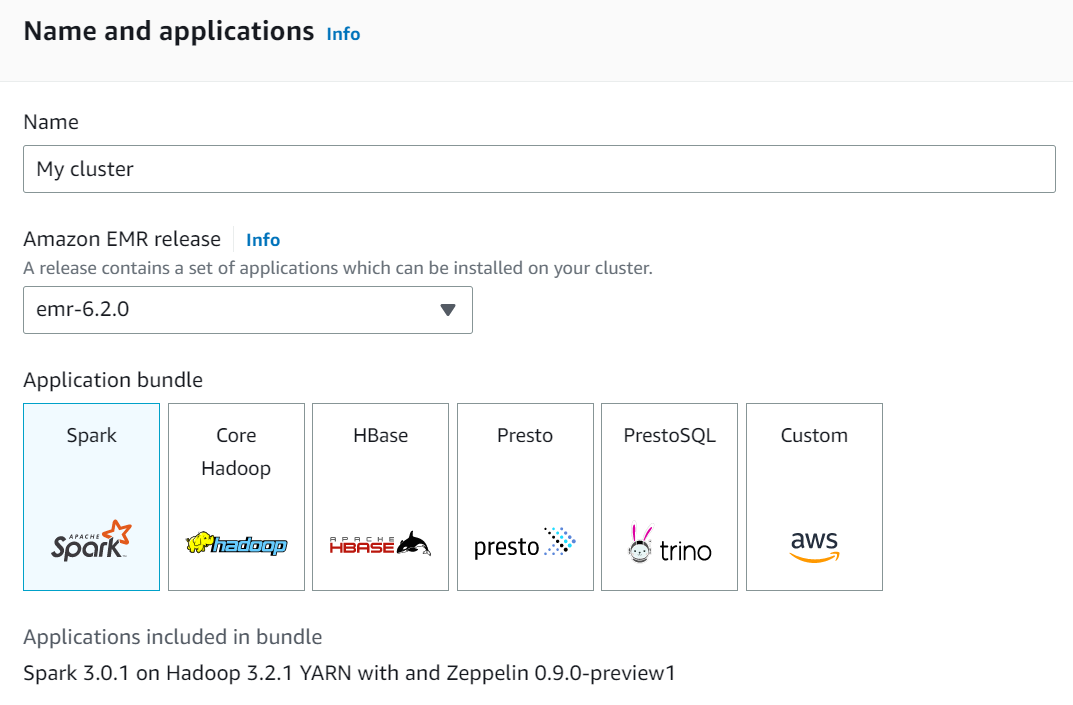 Name and applications Info
Name
My cluster
Amazon EMR release Info
A release contains a set of applications which can be installed on your cluster.
emr-6.2.0
Application bundle
Spark
Core
Hadoop
HBase
Presto
PrestoSQL
Custom
APACHE
Spark
hadoop
APACHE
HBASE
presto
trino
aws
Applications included in bundle
Spark 3.0.1 on Hadoop 3.2.1 YARN with and Zeppelin 0.9.0-preview1